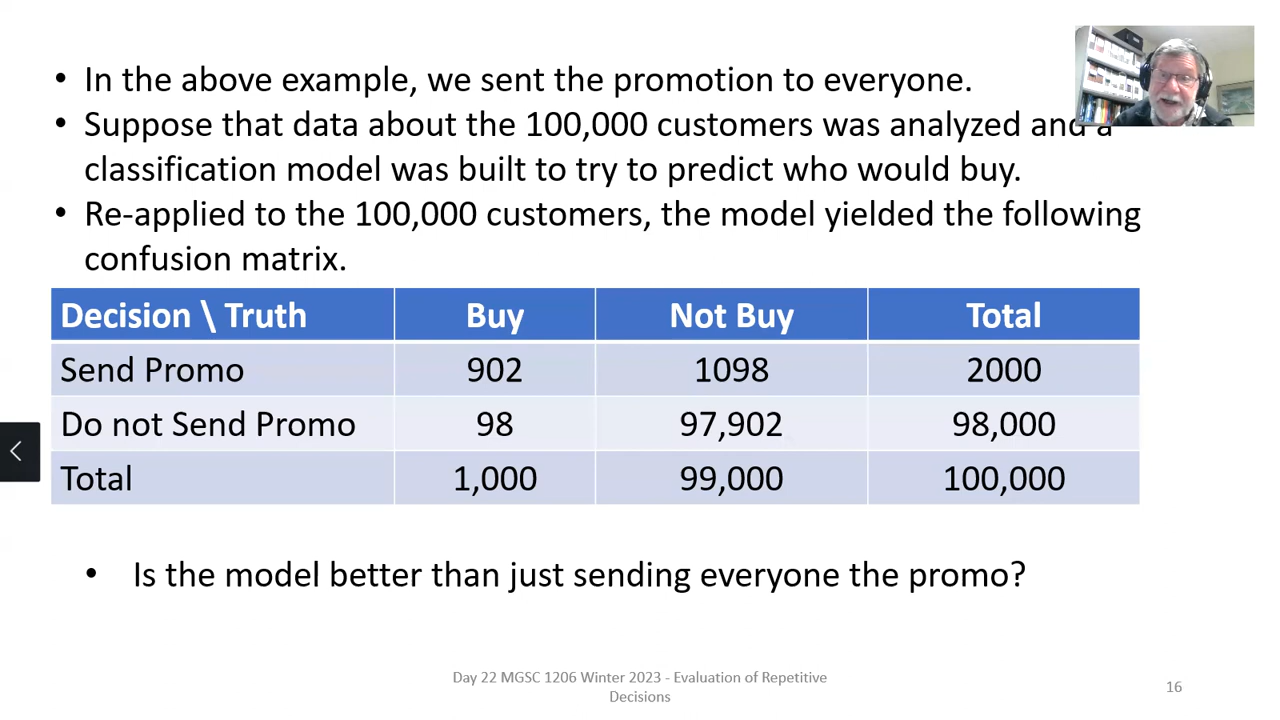 • In the above example, we sent the promotion to everyone.
• Suppose that data about the 100,000 customers was analyzed and a
classification model was built to try to predict who would buy.
• Re-applied to the 100,000 customers, the model yielded the following
confusion matrix.
Decision \ Truth Buy Not Buy Total
Send Promo 902 1098 2000
Do not Send Promo 98 97,902 98,000
Total 1,000 99,000 100,000
• Is the model better than just sending everyone the promo?
Day 22 MGSC 1206 Winter 2023 - Evaluation of Repetitive
Decisions
16